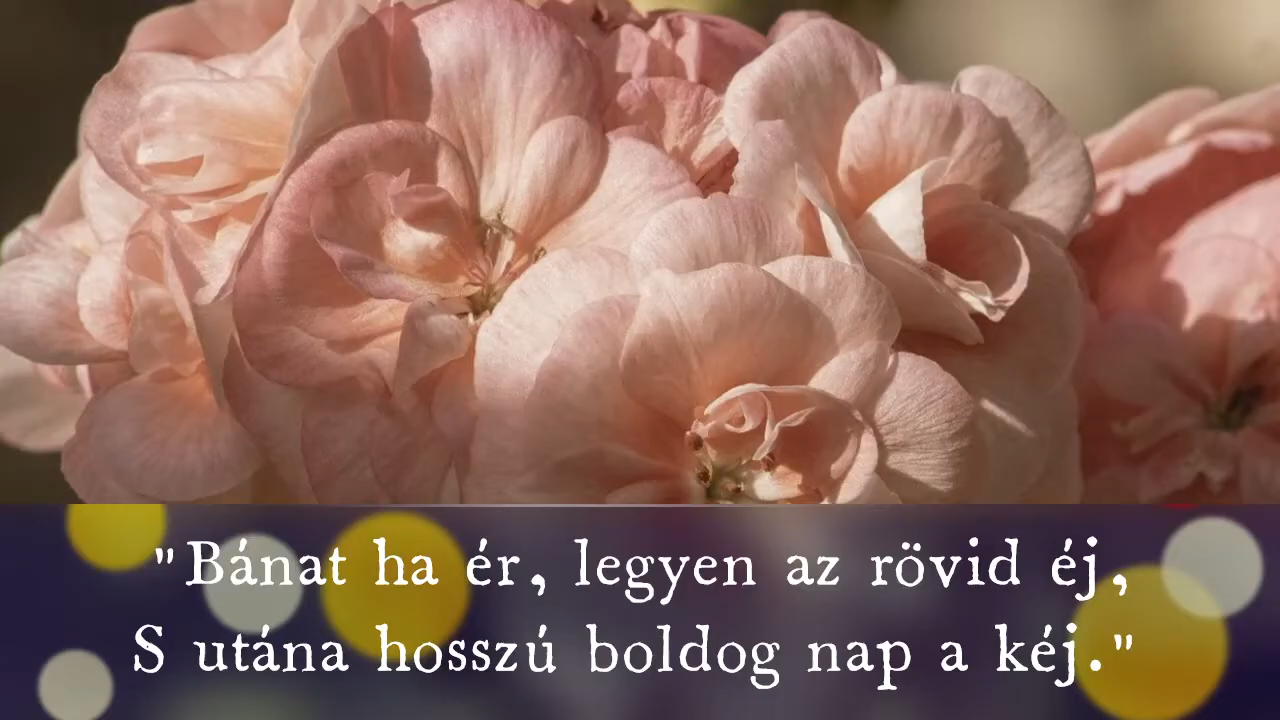 "Bánat ha ér, legyen az rövid éj,
S utána hosszú boldog nap a kéj."